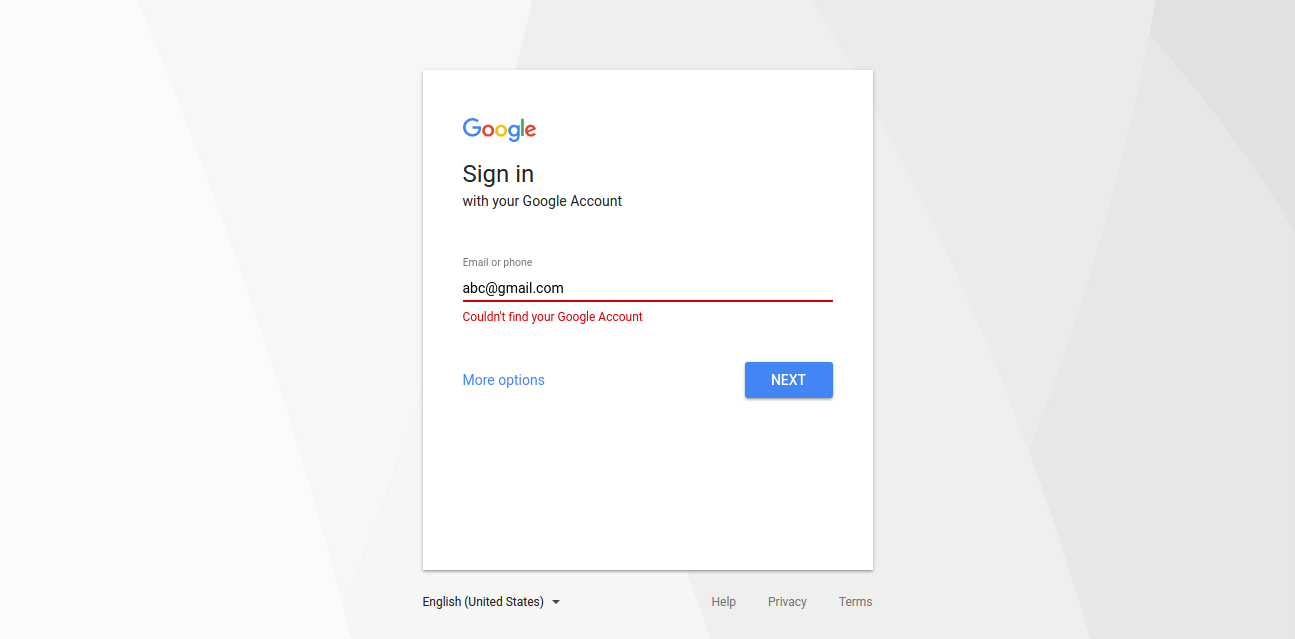 Google
Sign in
with your Google Account
Email or phone
abc@gmail.com
Couldn't find your Google Account
More options
NEXT
English (United States)
Help
Privacy
Terms